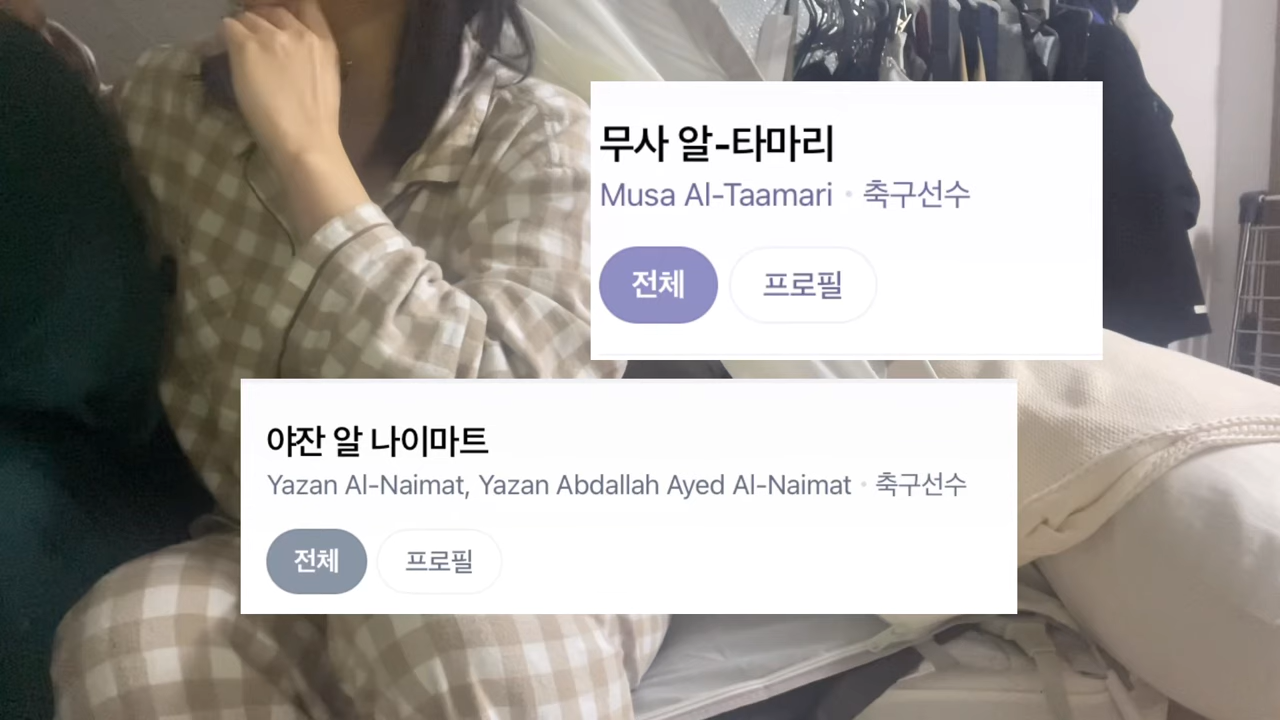 무사 알-타마리
Musa Al-Taamari · 축구선수
전체 프로필
야잔 알 나이마트
Yazan Al-Naimat, Yazan Abdallah Ayed Al-Naimat · 축구선수
전체 프로필